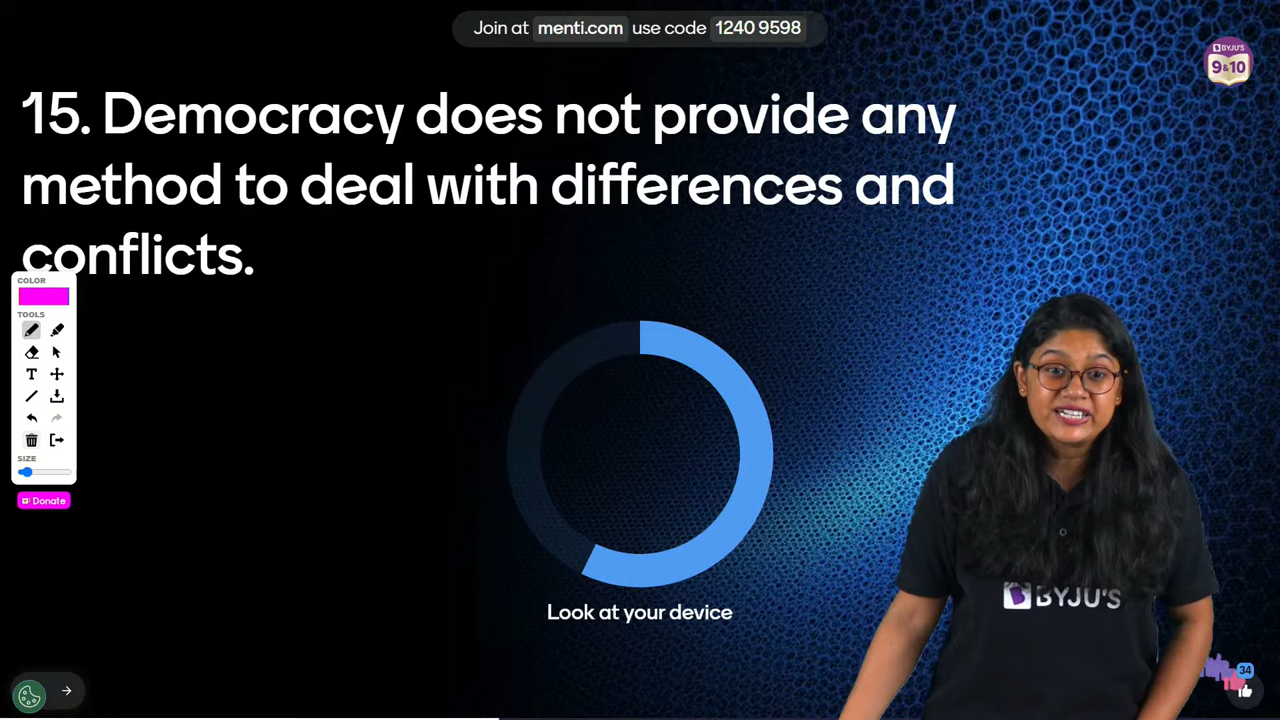 Join at menti.com use code 1240 9598
BYJU'S
9&10
15. Democracy does not provide any
method to deal with differences and
conflicts.
COLOR
TOOLS
T
SIZE
Donate
Look at your device
BYJU'S
34